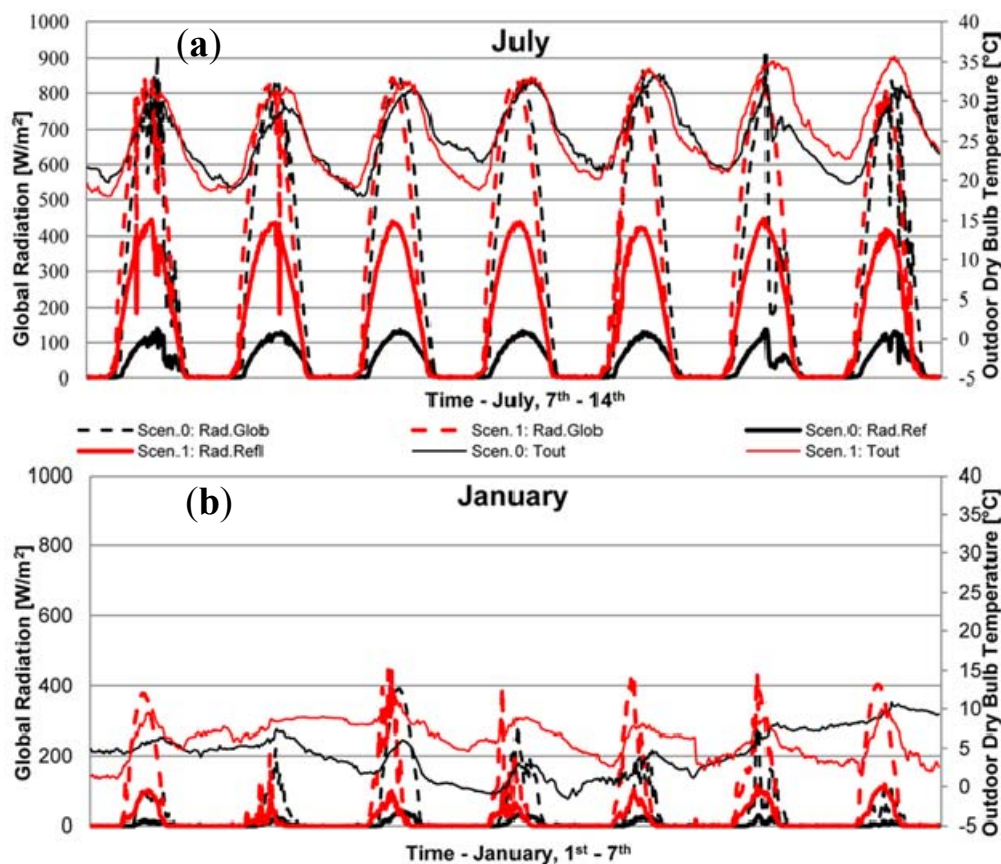 (a)
July
1000
900
800
700
600
500
400
300
200
100
0
Global Radiation [W/m²]
40
35
30
25
20
15
10
5
0
-5
Outdoor Dry Bulb Temperature [°C]
Time - July, 7th - 14th
Scen.0: Rad.Glob
Scen.1: Rad.Glob
Scen.0: Rad.Ref
Scen.1: Rad.Refl
Scen.0: Tout
Scen.1: Tout
(b)
January
1000
800
600
400
200
0
Global Radiation [W/m²]
40
35
30
25
20
15
10
5
0
-5
Outdoor Dry Bulb Temperature [°C]
Time - January, 1st - 7th